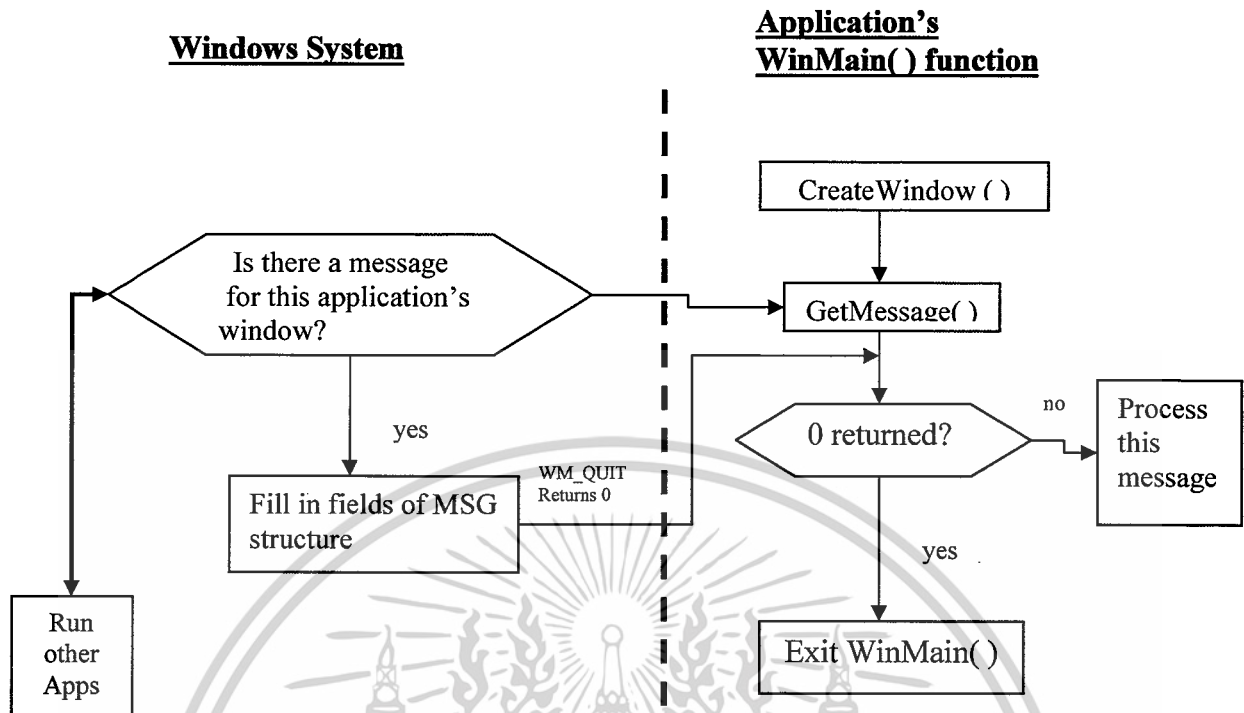 Windows System
Application's
WinMain( ) function
CreateWindow ( )
Is there a message
for this application's
window?
GetMessage( )
yes
0 returned?
no
Process
this
message
Fill in fields of MSG
structure
WM_QUIT
Returns 0
yes
Run
other
Apps
Exit WinMain( )